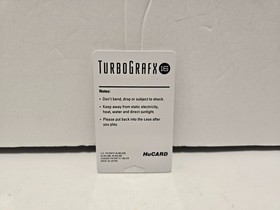 TURBOGRAFX 16
Notes:
• Don't bend, drop or subject to shock.
• Keep away from static electricity,
heat, water and direct sunlight.
• Please put back into the case after
you play.
HuCARD